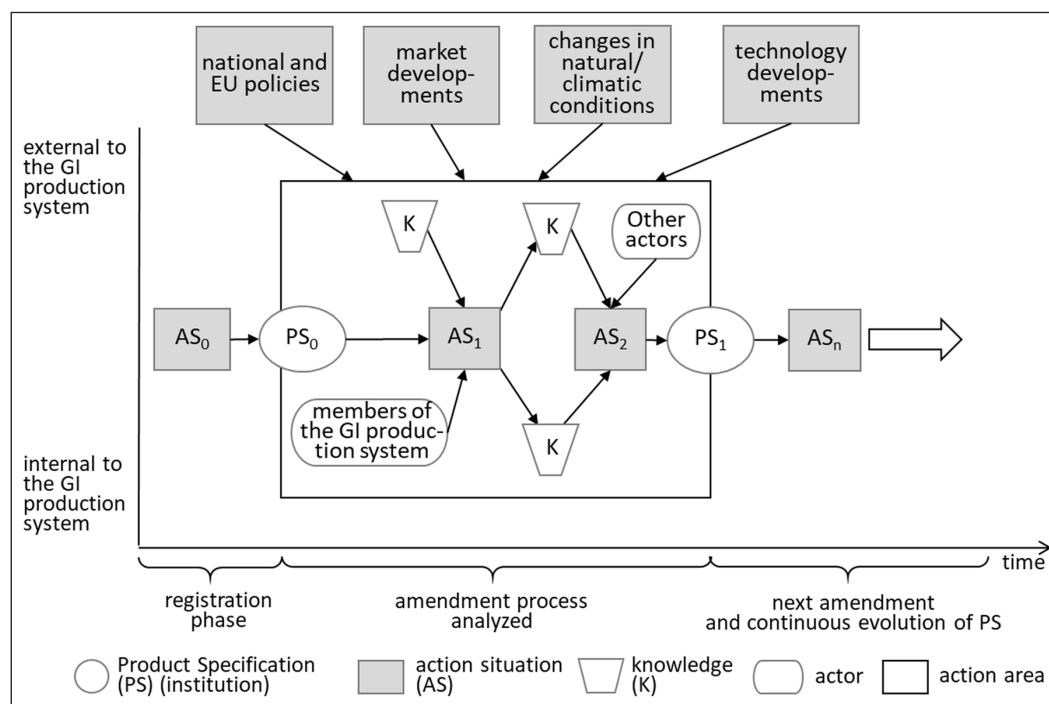 national and
EU policies
market
develop-
ments
changes in
natural/
climatic
conditions
technology
develop-
ments
external to
the GI
production
system
K
K
Other
actors
AS0
PS0
AS1
AS2
PS1
ASn
members of
the GI produc-
tion system
K
internal to
the GI
production
system
time
registration
phase
amendment process
analyzed
next amendment
and continuous evolution of PS
Product Specification
(PS) (institution)
action situation
(AS)
knowledge
(K)
actor
action area